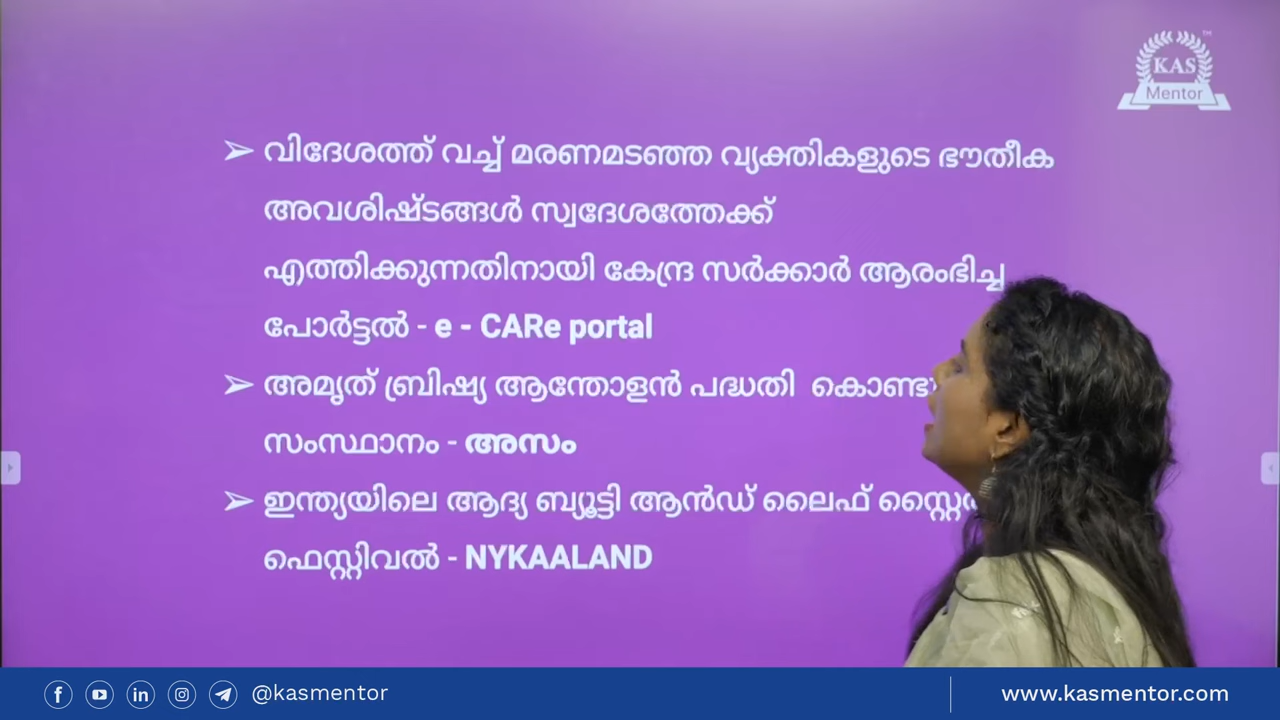 KAS
Mentor
TM
➢ വിദേശത്ത് വച്ച് മരണമടഞ്ഞ വ്യക്തികളുടെ ഭൗതീക
അവശിഷ്ടങ്ങൾ സ്വദേശത്തേക്ക്
എത്തിക്കുന്നതിനായി കേന്ദ്ര സർക്കാർ ആരംഭിച്ച
പോർട്ടൽ - e - CARe portal
➢ അമൃത് ബ്രിഷ്യ ആന്തോളൻ പദ്ധതി
സംസ്ഥാനം - അസം
➢ ഇന്ത്യയിലെ ആദ്യ ബ്യൂട്ടി ആൻഡ് ലൈഫ്
ഫെസ്റ്റിവൽ - NYKAALAND
@kasmentor
www.kasmentor.com